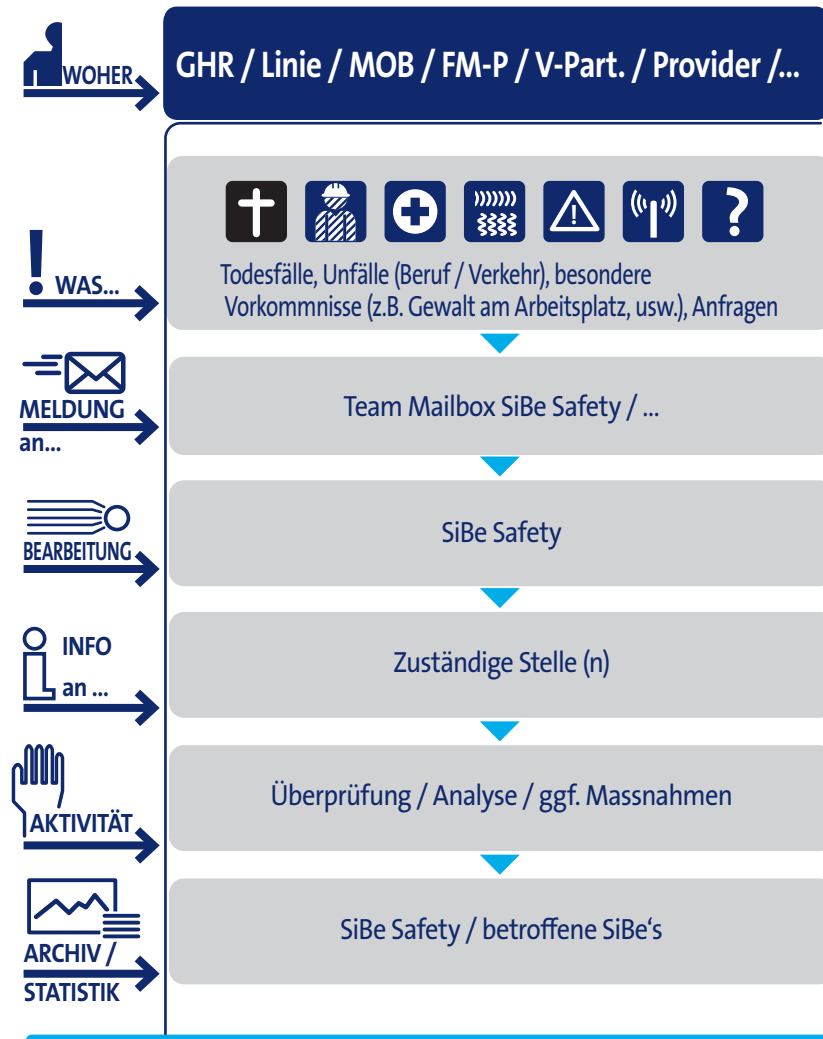 WOHER
GHR / Linie / MOB / FM-P / V-Part. / Provider /...
WAS...
Todesfälle, Unfälle (Beruf / Verkehr), besondere
Vorkommnisse (z.B. Gewalt am Arbeitsplatz, usw.), Anfragen
MELDUNG
an...
Team Mailbox SiBe Safety / ...
BEARBEITUNG
SiBe Safety
INFO
an ...
Zuständige Stelle (n)
AKTIVITÄT
Überprüfung / Analyse / ggf. Massnahmen
ARCHIV /
STATISTIK
SiBe Safety / betroffene SiBe‘s